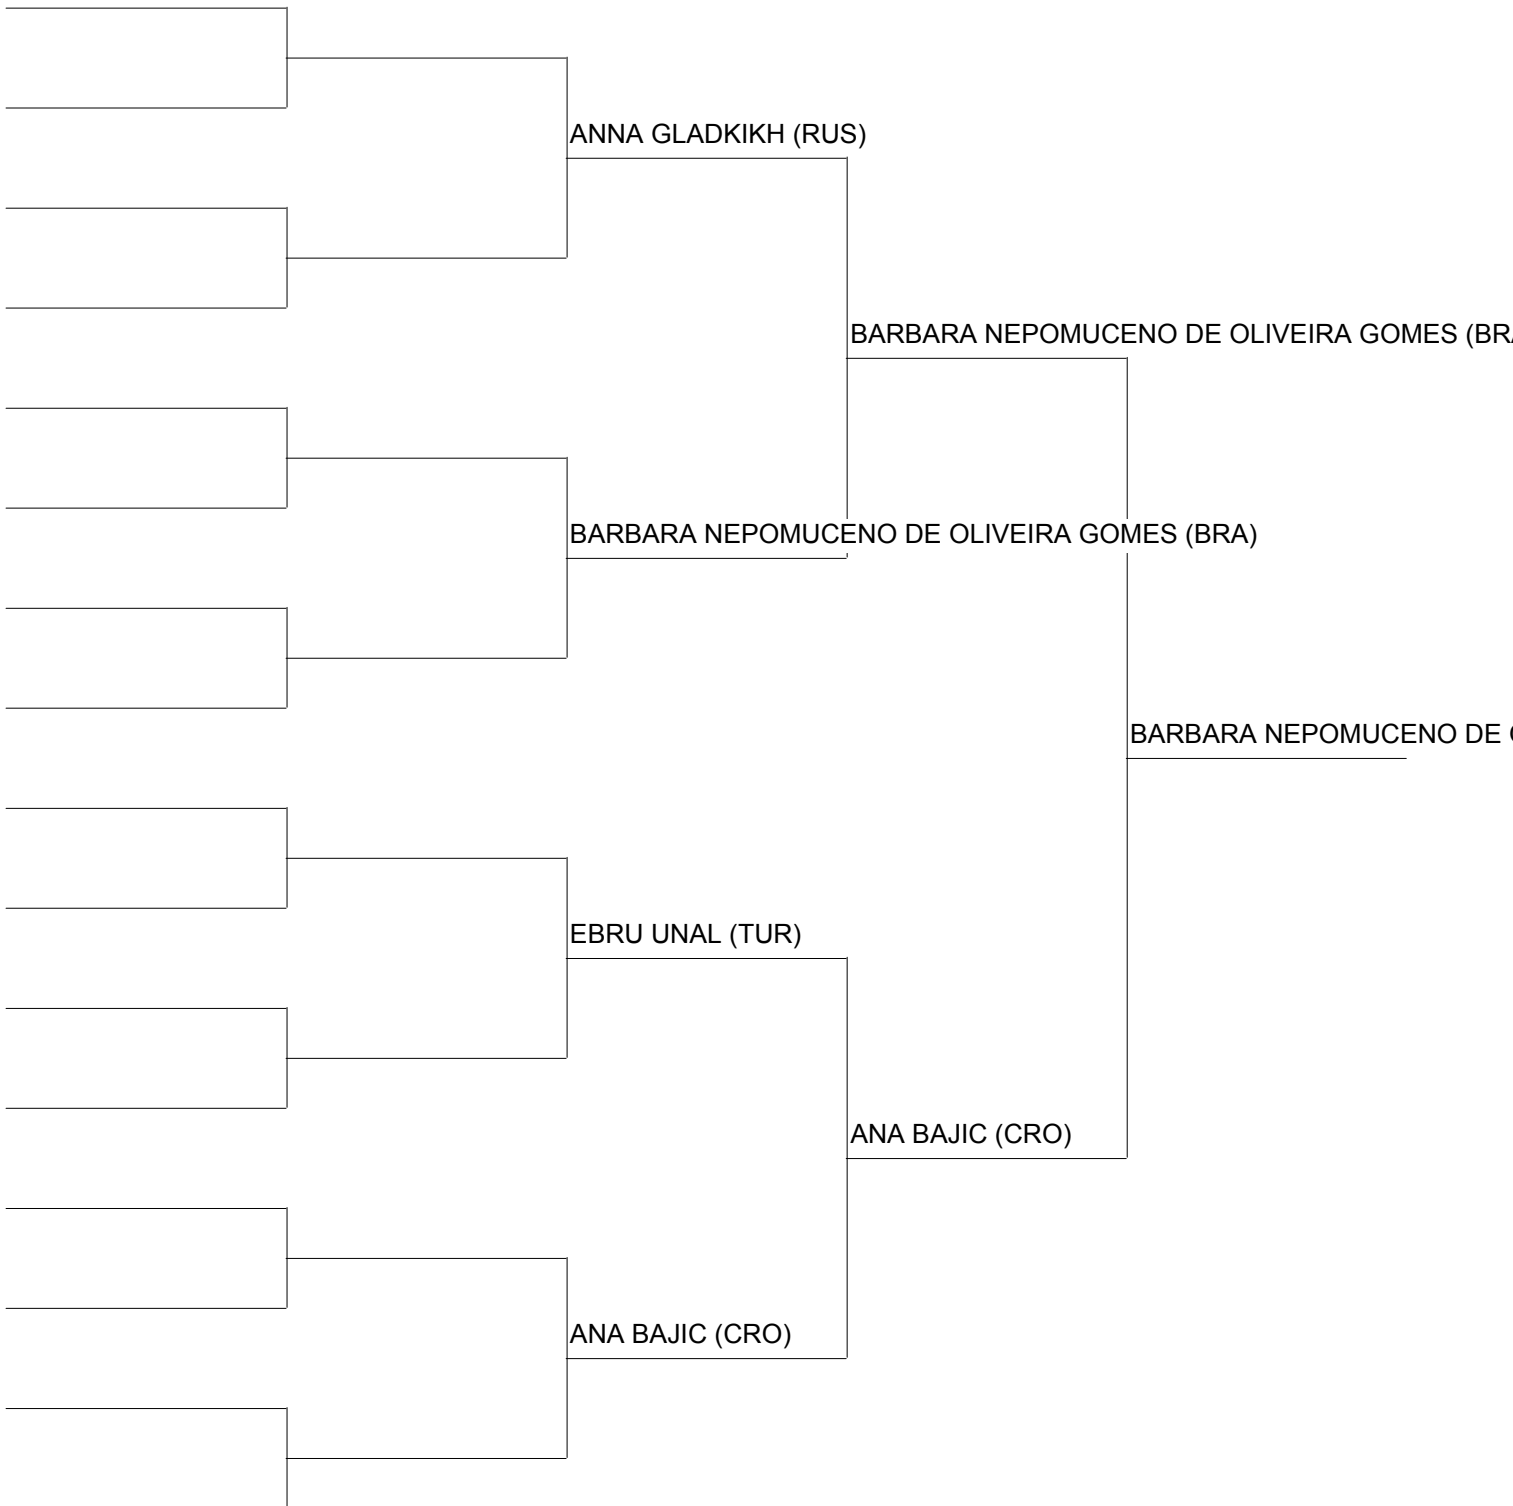 ANNA GLADKIKH (RUS)
BARBARA NEPOMUCENO DE OLIVEIRA GOMES (BRA
BARBARA NEPOMUCENO DE OLIVEIRA GOMES (BRA)
BARBARA NEPOMUCENO DE
EBRU UNAL (TUR)
ANA BAJIC (CRO)
ANA BAJIC (CRO)